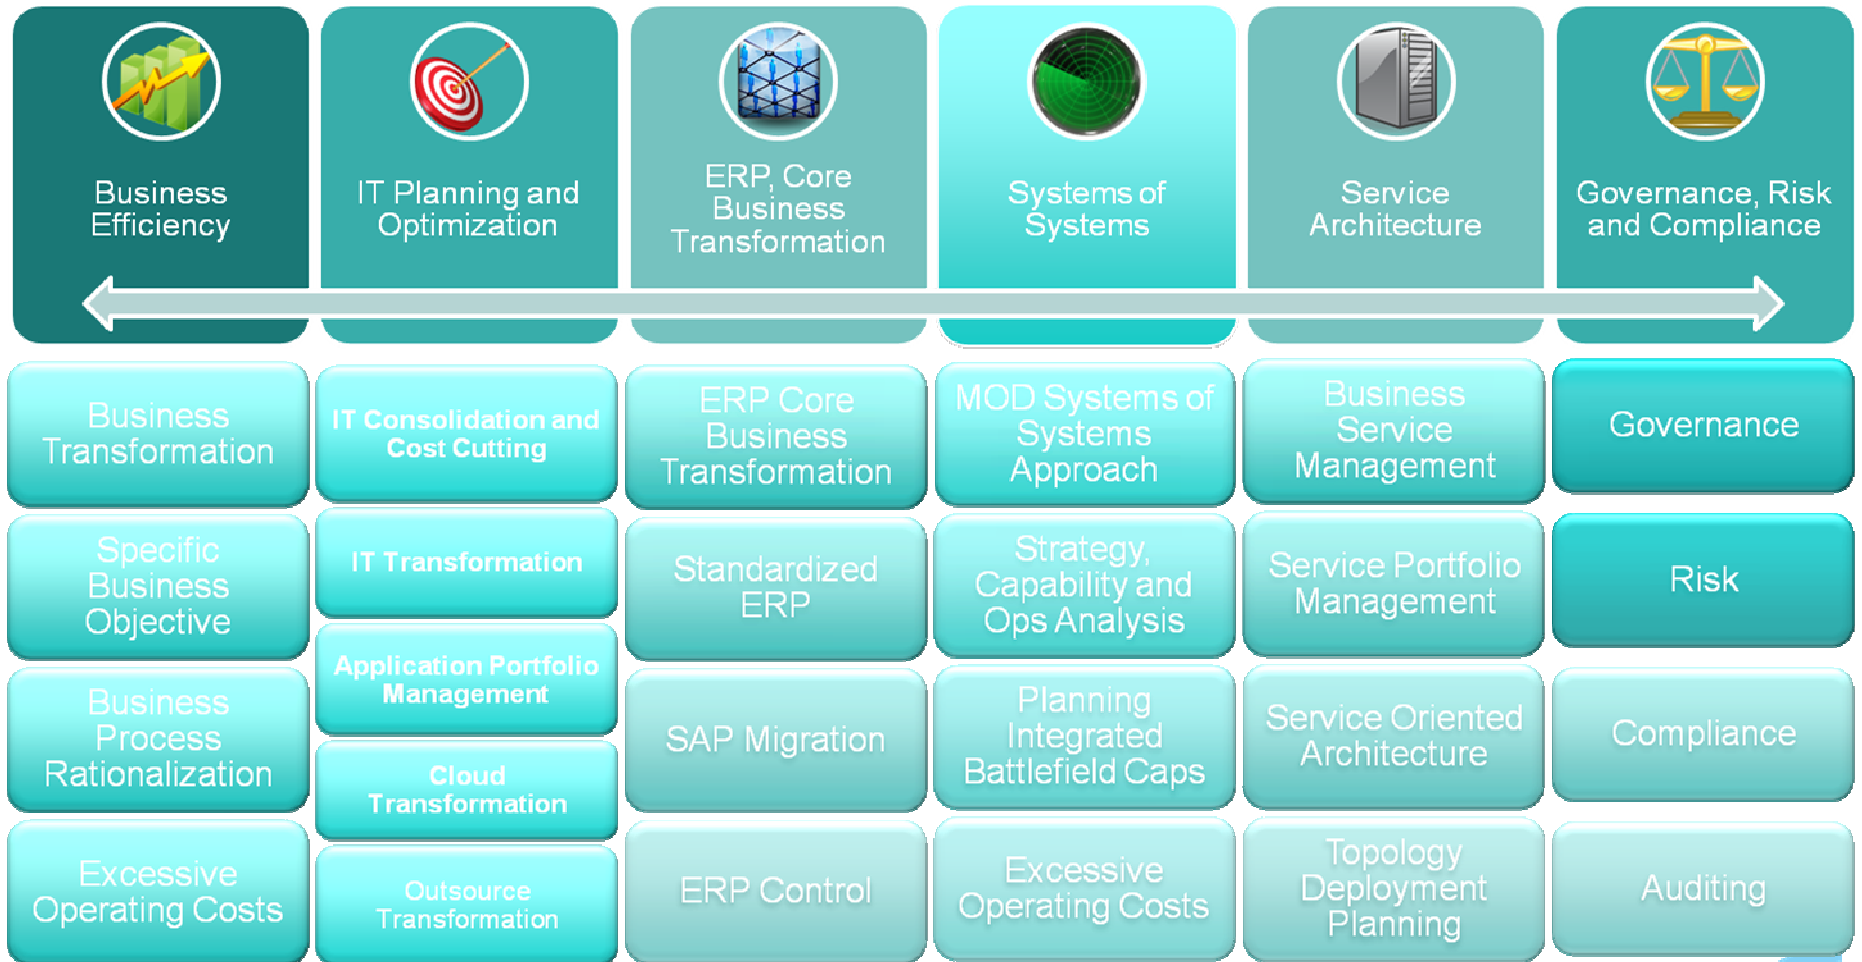 Business
Efficiency
IT Planning and
Optimization
ERP, Core
Business
Transformation
Systems of
Systems
Service
Architecture
Governance, Risk
and Compliance
Business
Transformation
Specific
Business
Objective
Business
Process
Rationalization
Excessive
Operating Costs
IT Consolidation and
Cost Cutting
IT Transformation
Application Portfolio
Management
Cloud
Transformation
Outsource
Transformation
ERP Core
Business
Transformation
Standardized
ERP
SAP Migration
ERP Control
MOD Systems of
Systems
Approach
Strategy,
Capability and
Ops Analysis
Planning
Integrated
Battlefield Caps
Excessive
Operating Costs
Business
Service
Management
Service Portfolio
Management
Service Oriented
Architecture
Topology
Deployment
Planning
Governance
Risk
Compliance
Auditing